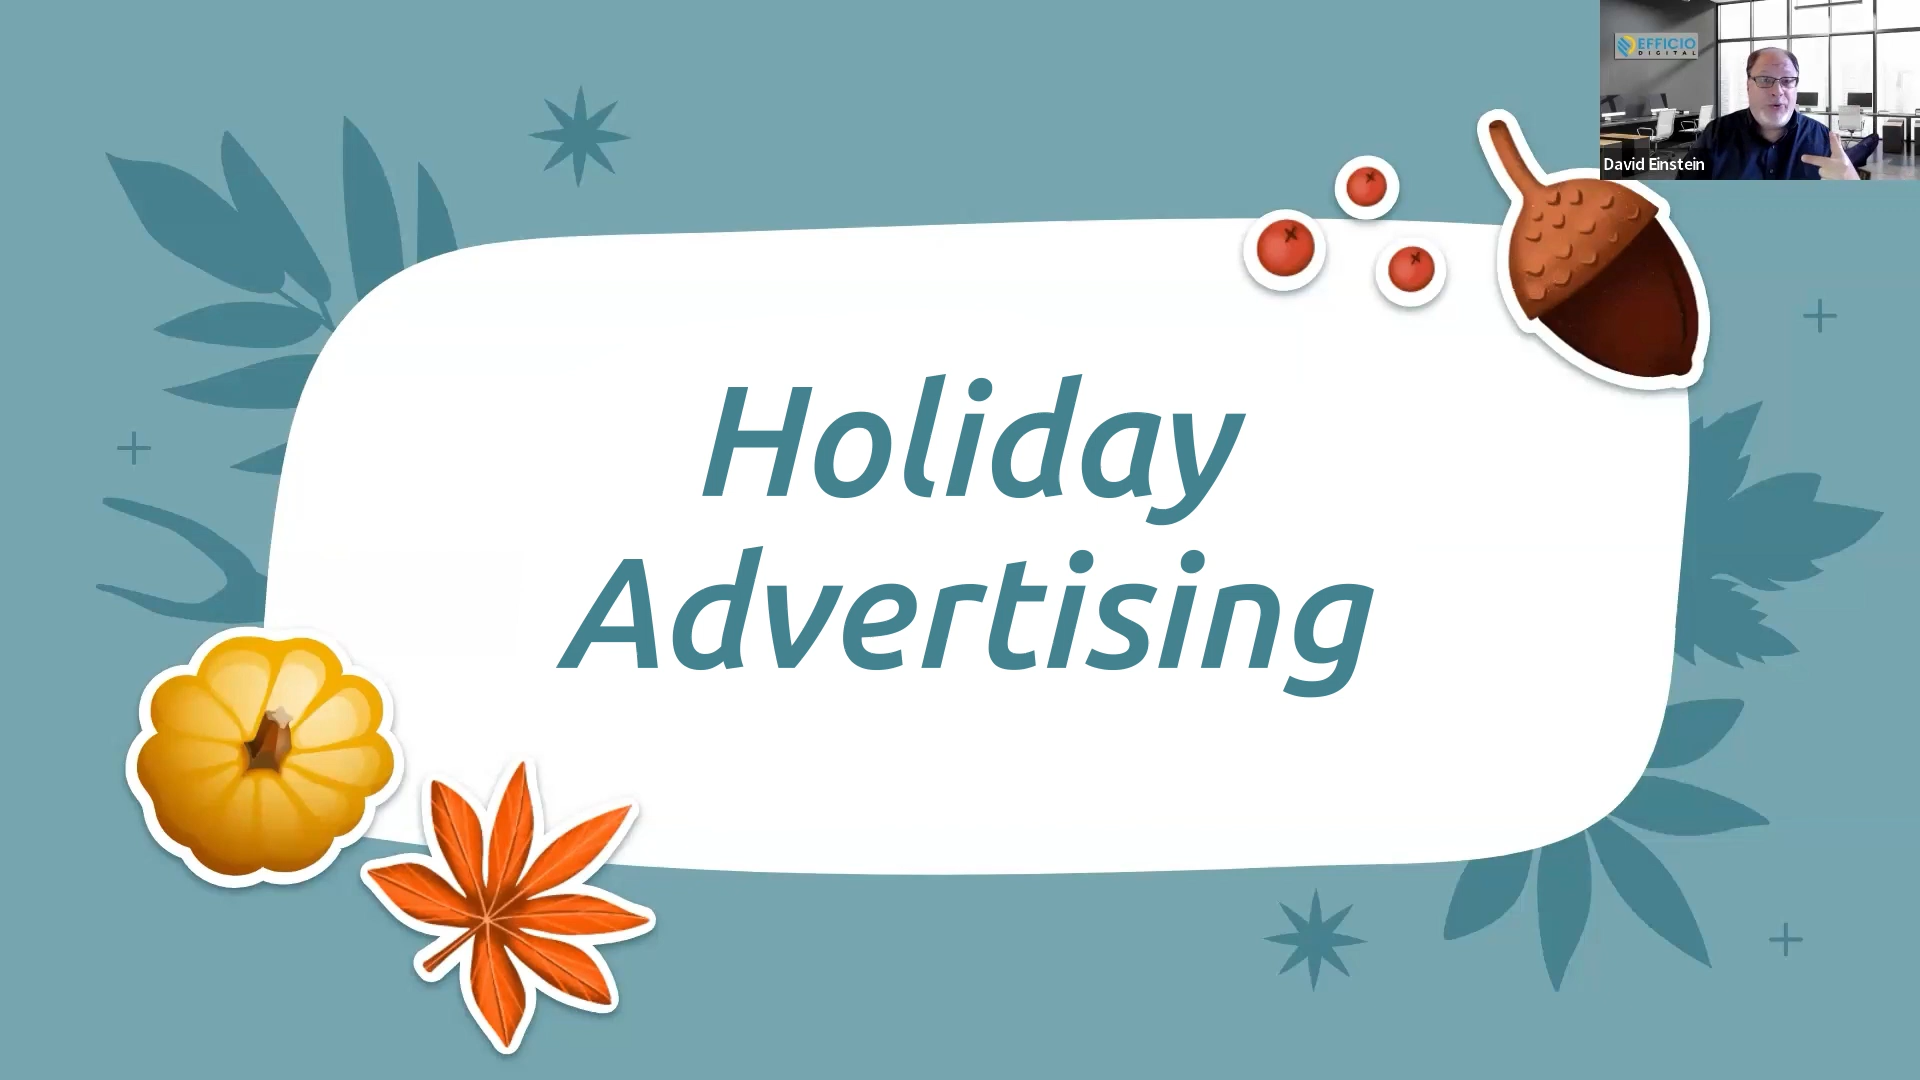 EFFICIO
DIGITAL
David Einstein
Holiday
Advertising